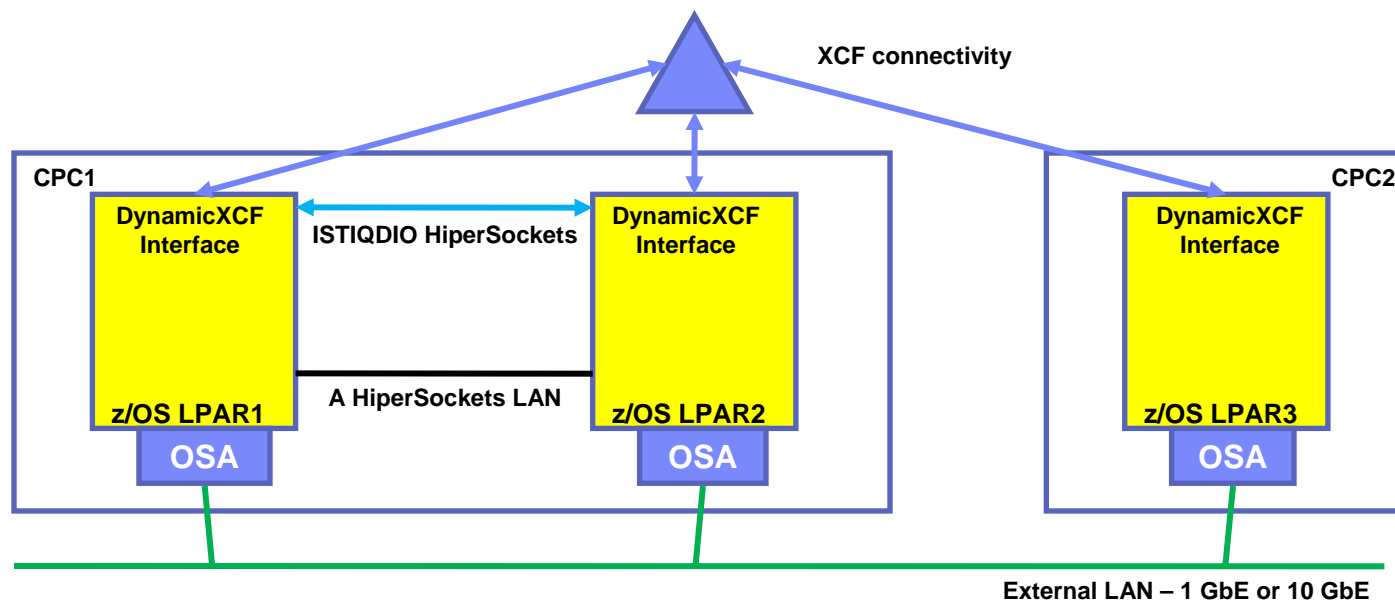 XCF connectivity
CPC1
CPC2
DynamicXCF
Interface
ISTIQDIO HiperSockets
DynamicXCF
Interface
DynamicXCF
Interface
A HiperSockets LAN
z/OS LPAR1
z/OS LPAR2
z/OS LPAR3
OSA
OSA
OSA
External LAN – 1 GbE or 10 GbE